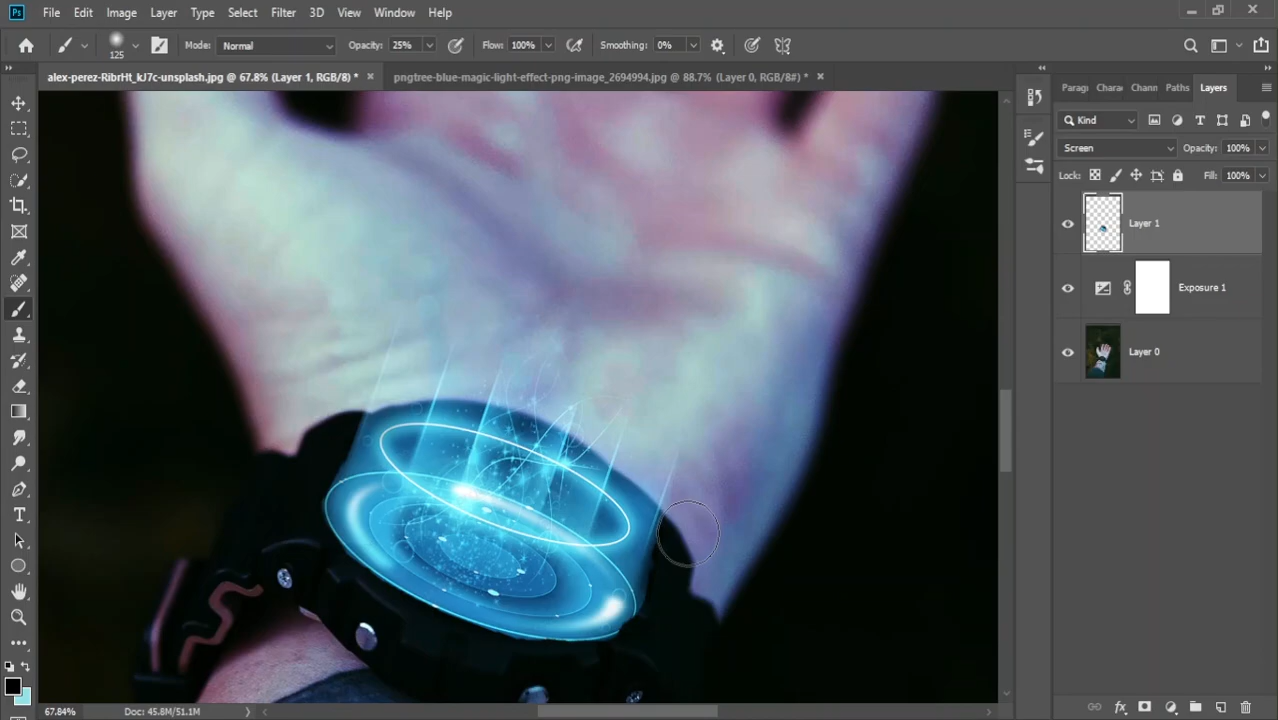 Ps File Edit Image Layer Type Select Filter 3D View Window Help
125 Mode: Normal Opacity: 25% Flow: 100% Smoothing: 0%
alex-perez-RibrHt_kJ7c-unsplash.jpg @ 67.8% (Layer 1, RGB/8) * pngtree-blue-magic-light-effect-png-image_2694994.jpg @ 88.7% (Layer 0, RGB/8#) *
Paragr Charac Chann Paths Layers
Kind
Screen Opacity: 100%
Lock: Fill: 100%
Layer 1
Exposure 1
Layer 0
67.84% Doc: 45.8M/51.1M